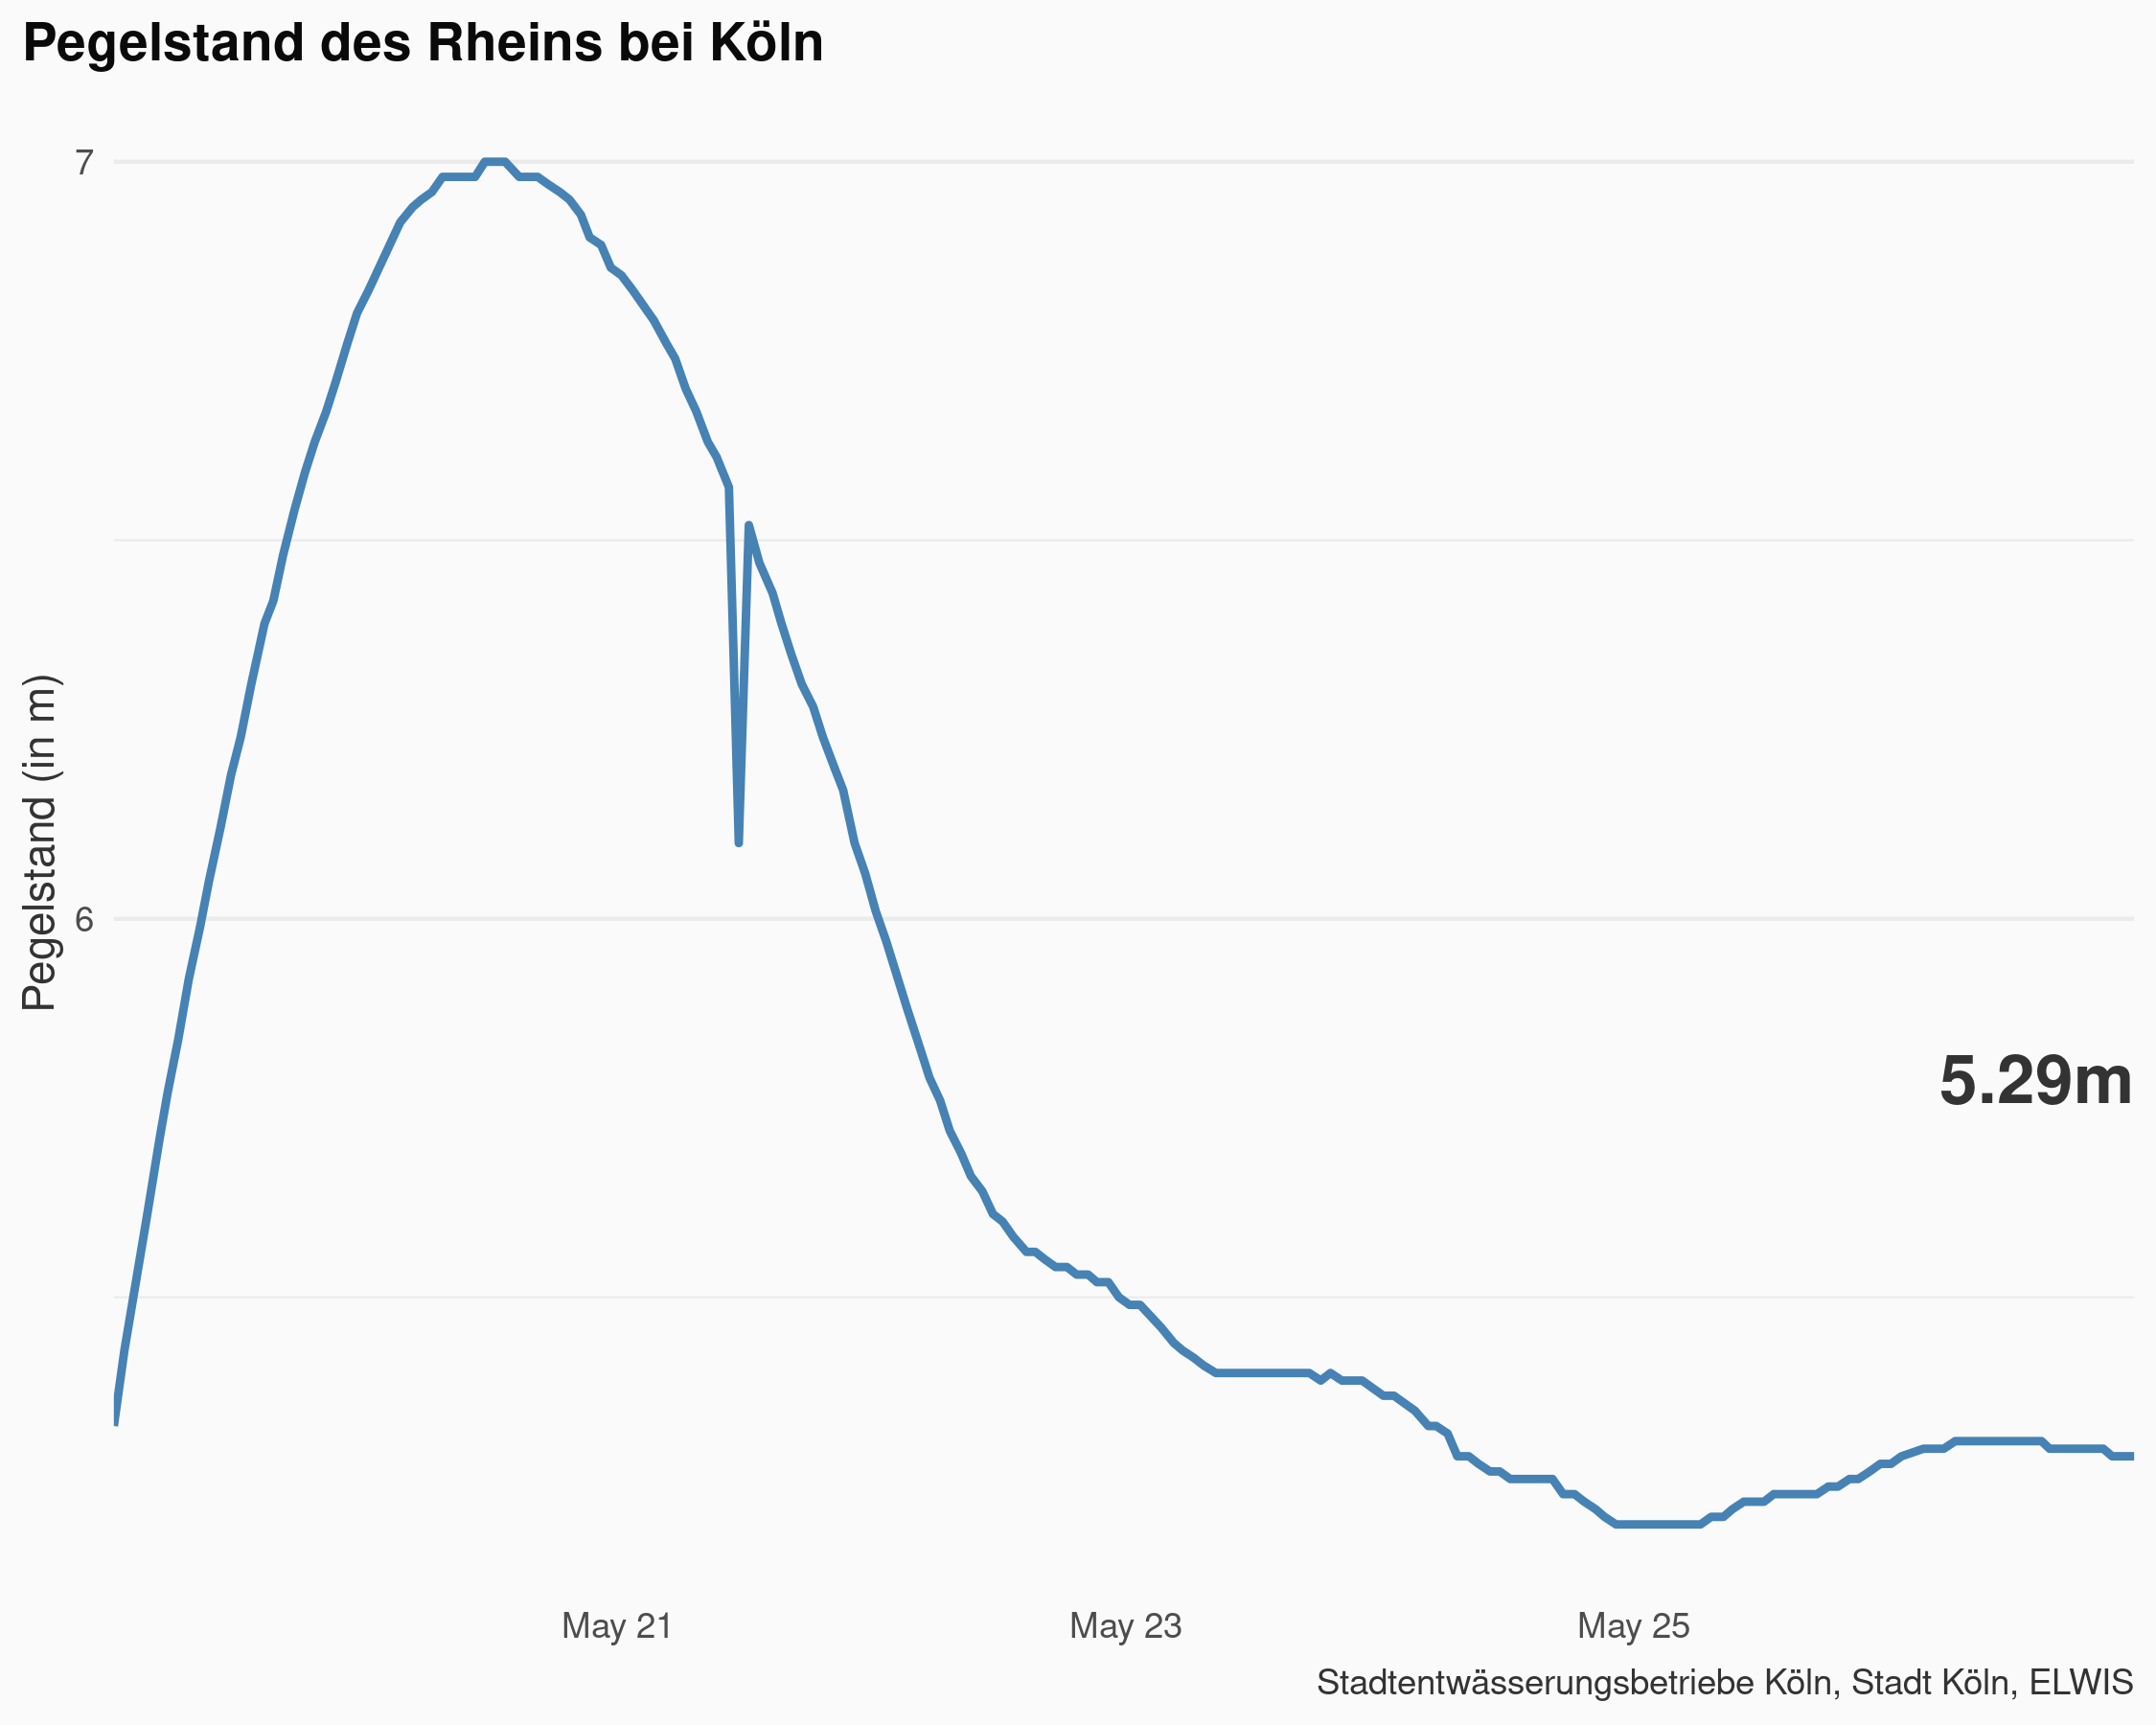 Pegelstand des Rheins bei Köln
Pegelstand (in m)
7
6
5.29m
May 21
May 23
May 25
Stadtentwässerungsbetriebe Köln, Stadt Köln, ELWIS